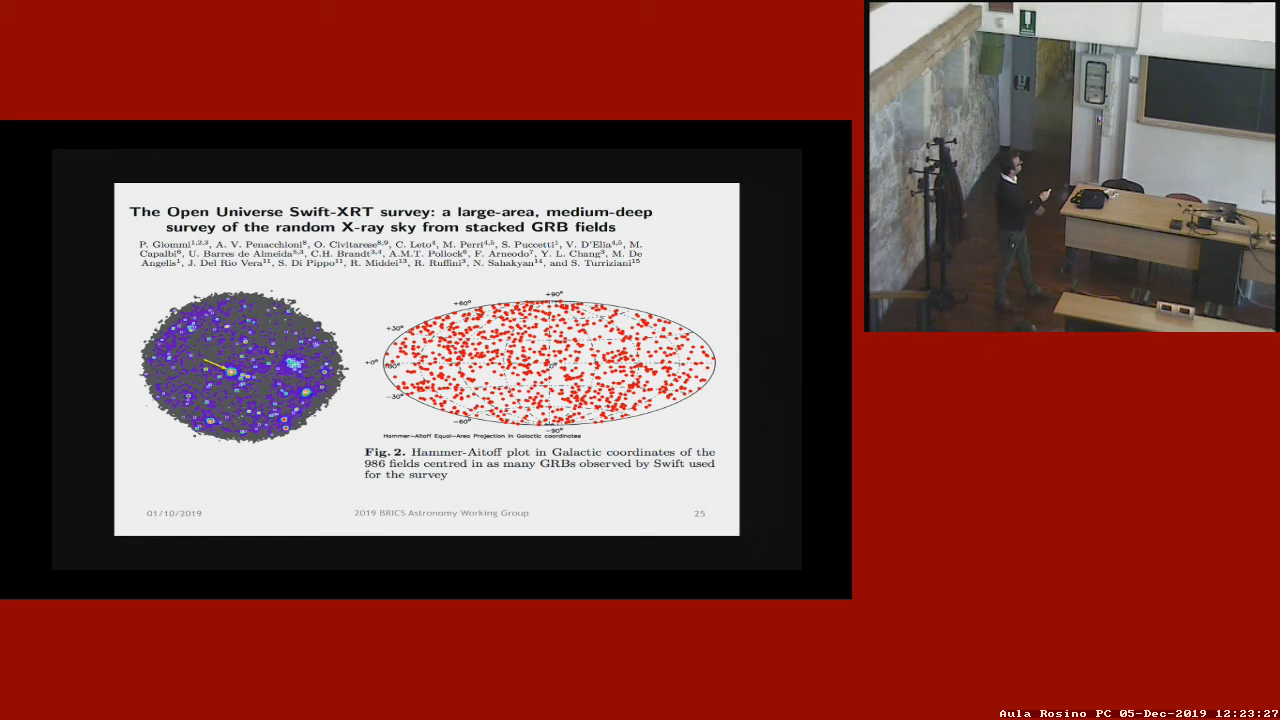 The Open Universe Swift-XRT survey: a large-area, medium-deep
survey of the random X-ray sky from stacked GRB fields
P. Giommi1,2,3, A. V. Penacchioni8, O. Civitarese8,9, C. Leto4, M. Perri4,5, S. Puccetti1, V. D'Elia4,5, M.
Capalbi6, U. Barres de Almeida5,3, C.H. Brandt3,4, A.M.T. Pollock6, F. Arneodo7, Y. L. Chang3, M. De
Angelis1, J. Del Rio Vera11, S. Di Pippo11, R. Middei13, R. Ruffini3, N. Sahakyan14, and S. Turriziani15
+90°
+60°
+30°
+0°
0°
−30°
−60°
−90°
Hammer−Aitoff Equal−Area Projection in Galactic coordinates
Fig. 2. Hammer-Aitoff plot in Galactic coordinates of the
986 fields centred in as many GRBs observed by Swift used
for the survey
01/10/2019
2019 BRICS Astronomy Working Group
25
Aula Rosino PC 05-Dec-2019 12:23:27